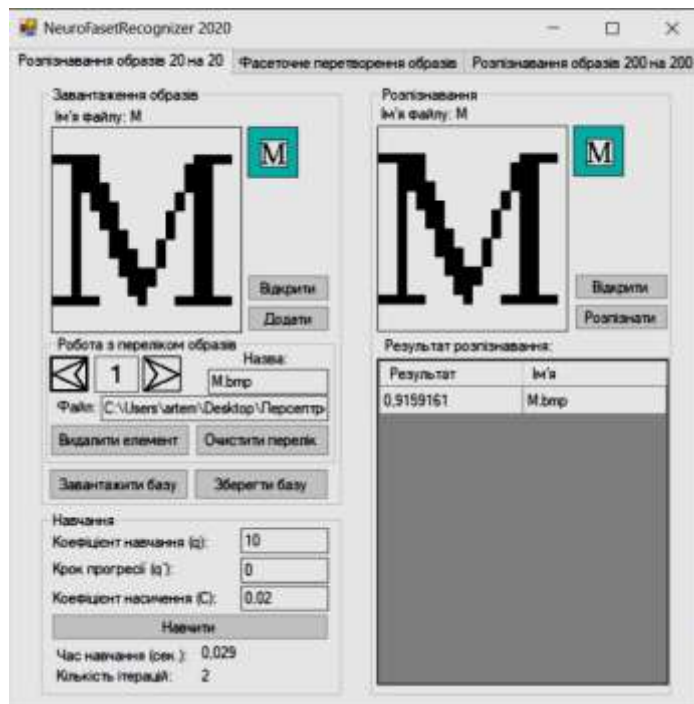 NeuroFasetRecognizer 2020
Розпізнавання образів 20 на 20 Фасеточне перетворення образів Розпізнавання образів 200 на 200
Завантаження образів
Ім'я файлу: M
M
M
Відкрити
Додати
Робота з переліком образів
1
Назва:
M.bmp
Файл: C:\Users\artem\Desktop\Персептр
Видалити елемент Очистити перелік
Завантажити базу Зберегти базу
Навчання
Коефіцієнт навчання (q): 10
Крок прогресії (q`): 0
Коефіцієнт насичення (C): 0.02
Навчити
Час навчання (сек.): 0,029
Кількість ітерацій: 2
Розпізнавання
Ім'я файлу: M
M
M
Відкрити
Розпізнати
Результат розпізнавання:
Результат Ім'я
0,9159161 M.bmp